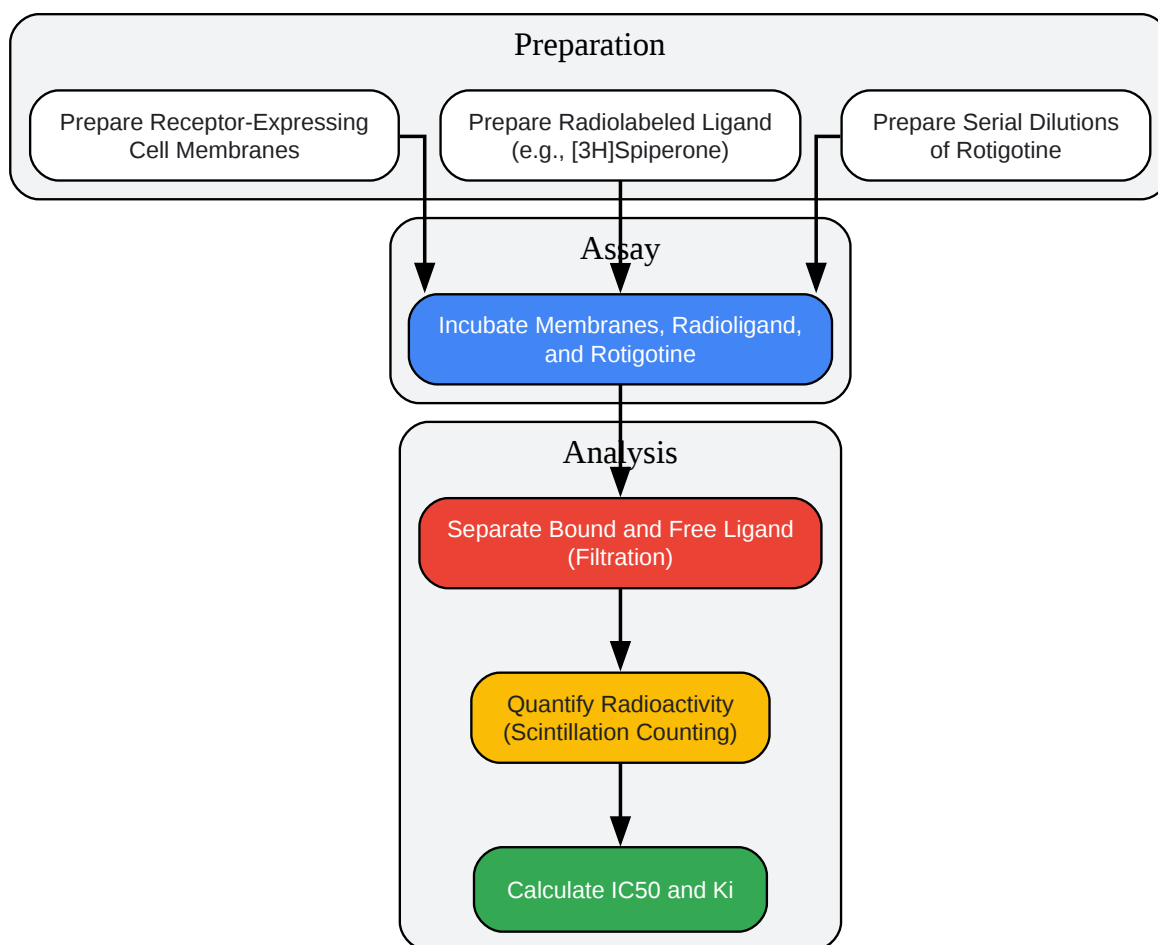 Preparation
Prepare Receptor-Expressing
Cell Membranes
Prepare Radiolabeled Ligand
(e.g., [3H]Spiperone)
Prepare Serial Dilutions
of Rotigotine
Assay
Incubate Membranes, Radioligand,
and Rotigotine
Analysis
Separate Bound and Free Ligand
(Filtration)
Quantify Radioactivity
(Scintillation Counting)
Calculate IC50 and Ki